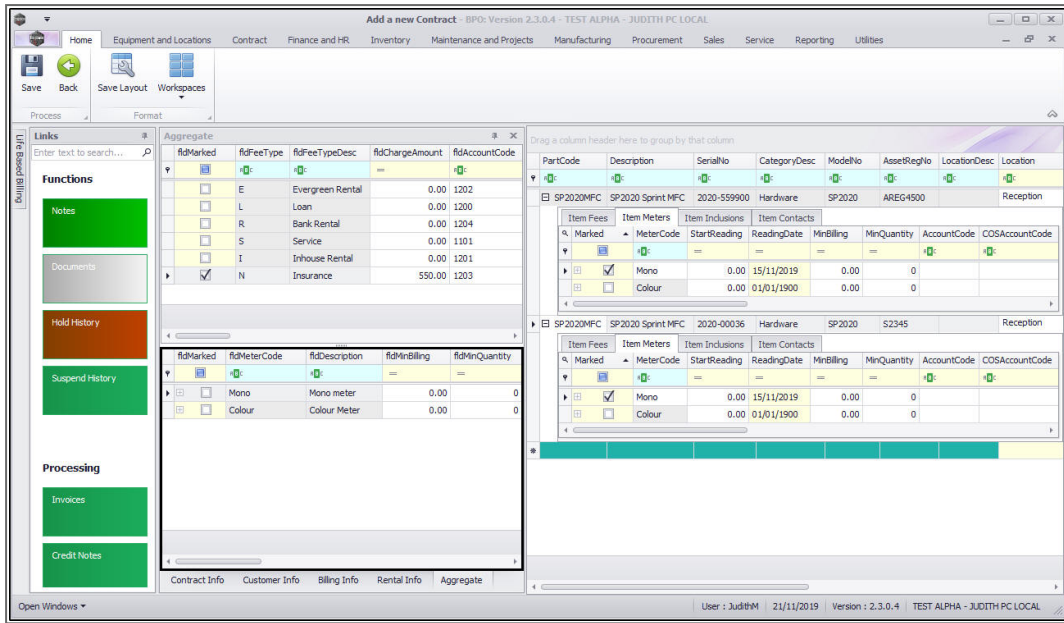 Add a new Contract - BPO: Version 2.3.0.4 - TEST ALPHA - JUDITH PC LOCAL
Home Equipment and Locations Contract Finance and HR Inventory Maintenance and Projects Manufacturing Procurement Sales Service Reporting Utilities
Save Back Save Layout Workspaces
Process Format
Life Based Billing
Links
Enter text to search...
Functions
Notes
Documents
Hold History
Suspend History
Processing
Invoices
Credit Notes
Aggregate
fldMarked fldFeeType fldFeeTypeDesc fldChargeAmount fldAccountCode
E Evergreen Rental 0.00 1202
L Loan 0.00 1200
R Bank Rental 0.00 1204
S Service 0.00 1101
I Inhouse Rental 0.00 1201
N Insurance 550.00 1203
fldMarked fldMeterCode fldDescription fldMinBilling fldMinQuantity
Mono Mono meter 0.00 0
Colour Colour Meter 0.00 0
Contract Info Customer Info Billing Info Rental Info Aggregate
Drag a column header here to group by that column
PartCode Description SerialNo CategoryDesc ModelNo AssetRegNo LocationDesc Location
SP2020MFC SP2020 Sprint MFC 2020-559900 Hardware SP2020 AREG4500 Reception
Item Fees Item Meters Item Inclusions Item Contacts
Marked MeterCode StartReading ReadingDate MinBilling MinQuantity AccountCode COSAccountCode
Mono 0.00 15/11/2019 0.00 0
Colour 0.00 01/01/1900 0.00 0
SP2020MFC SP2020 Sprint MFC 2020-00036 Hardware SP2020 S2345 Reception
Item Fees Item Meters Item Inclusions Item Contacts
Marked MeterCode StartReading ReadingDate MinBilling MinQuantity AccountCode COSAccountCode
Mono 0.00 15/11/2019 0.00 0
Colour 0.00 01/01/1900 0.00 0
Open Windows User : JudithM 21/11/2019 Version : 2.3.0.4 TEST ALPHA - JUDITH PC LOCAL